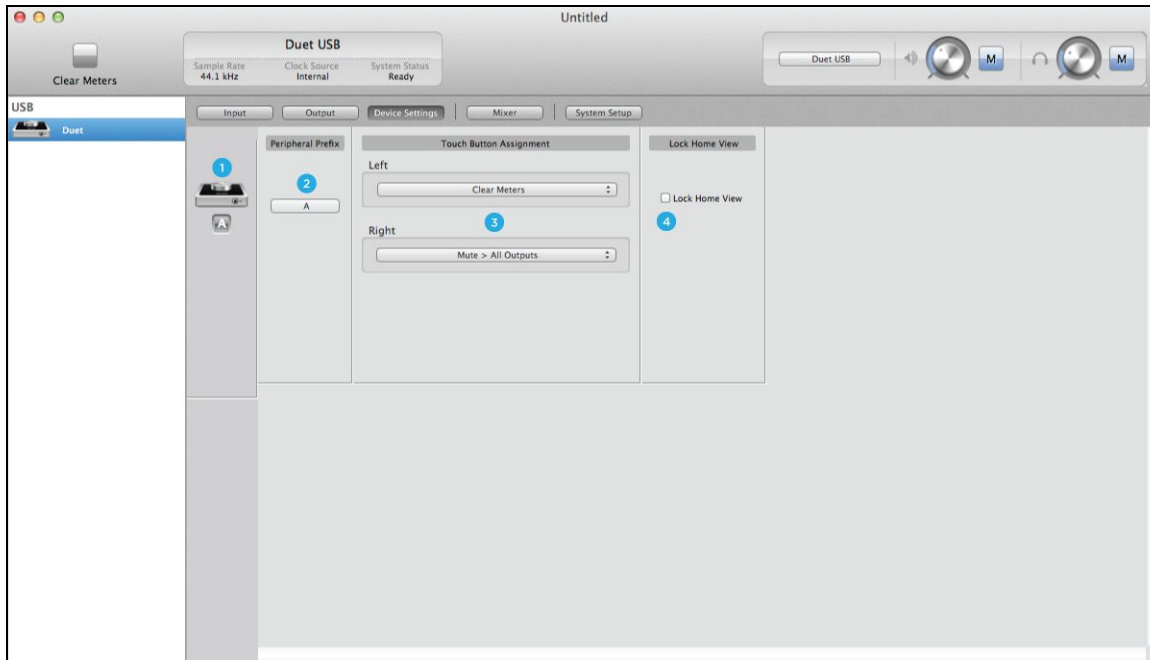 Untitled
Clear Meters
Duet USB
Sample Rate Clock Source System Status
44.1 kHz Internal Ready
Duet USB M M
USB
Duet
Input Output Device Settings Mixer System Setup
Peripheral Prefix Touch Button Assignment Lock Home View
1
A
2
A
Left
Clear Meters
3
Right
Mute > All Outputs
Lock Home View
4